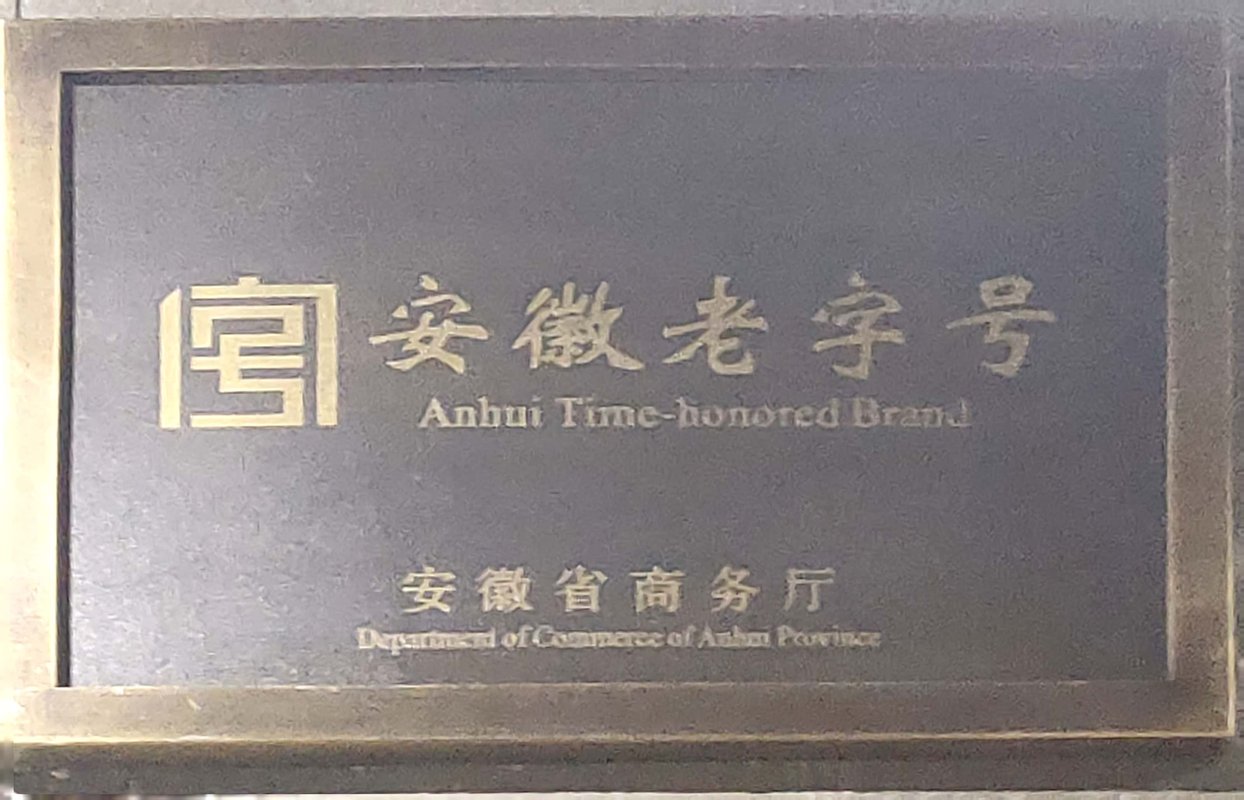 安徽老字号
Anhui Time-honored Brand
安徽省商务厅
Department of Commerce of Anhui Province